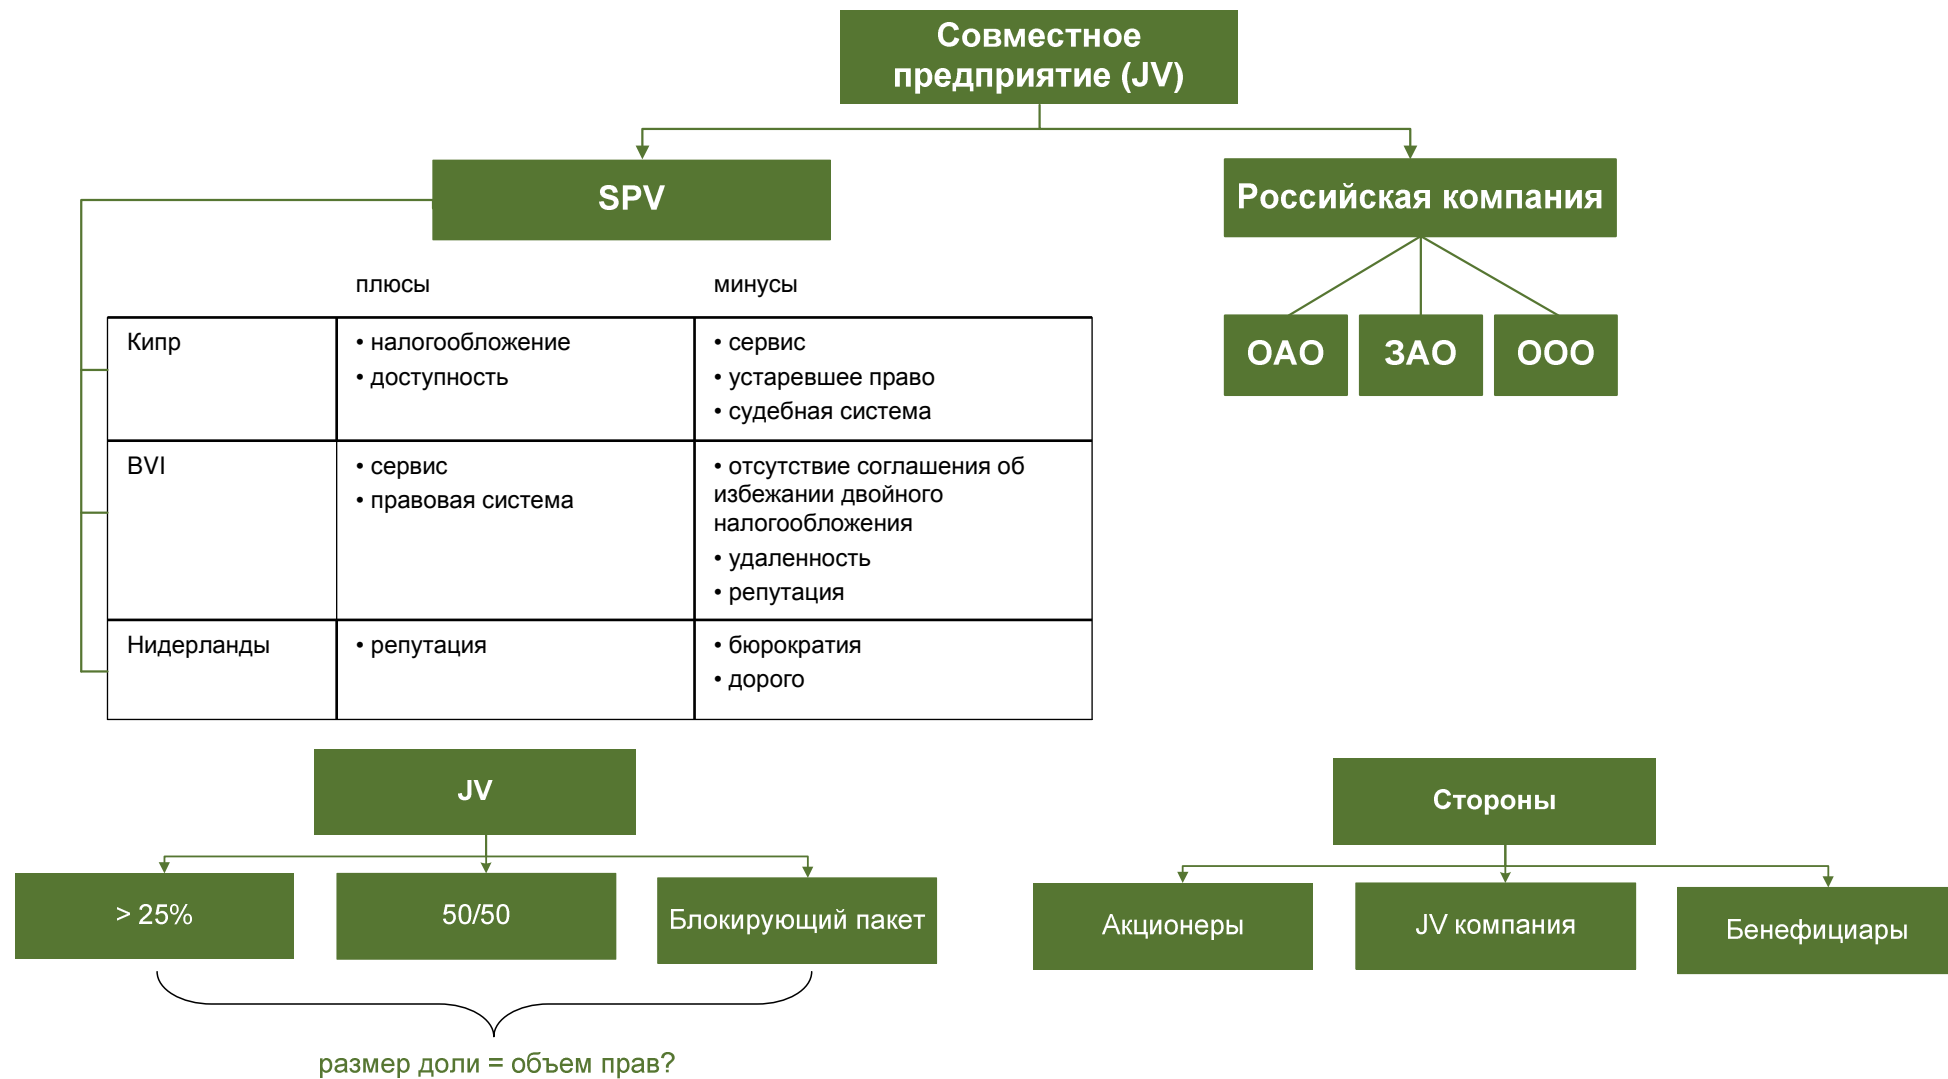 Совместное
предприятие (JV)
SPV
Российская компания
ОАО
ЗАО
ООО
плюсы
минусы
Кипр
• налогообложение
• доступность
• сервис
• устаревшее право
• судебная система
BVI
• сервис
• правовая система
• отсутствие соглашения об
избежании двойного
налогообложения
• удаленность
• репутация
Нидерланды
• репутация
• бюрократия
• дорого
JV
> 25%
50/50
Блокирующий пакет
размер доли = объем прав?
Стороны
Акционеры
JV компания
Бенефициары